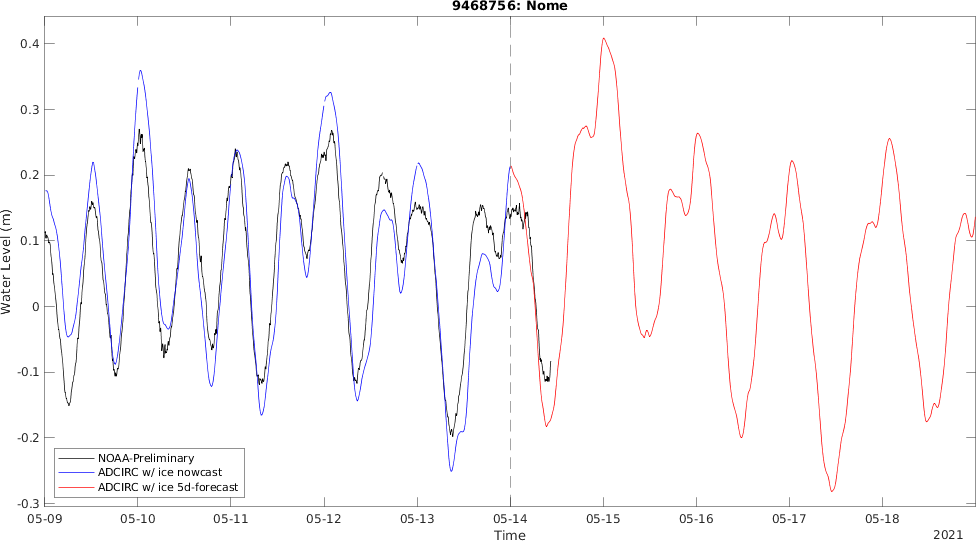 9468756: Nome
Water Level (m)
0.4
0.3
0.2
0.1
0
-0.1
-0.2
-0.3
NOAA-Preliminary
ADCIRC w/ ice nowcast
ADCIRC w/ ice 5d-forecast
05-09 05-10 05-11 05-12 05-13 05-14 05-15 05-16 05-17 05-18
Time
2021